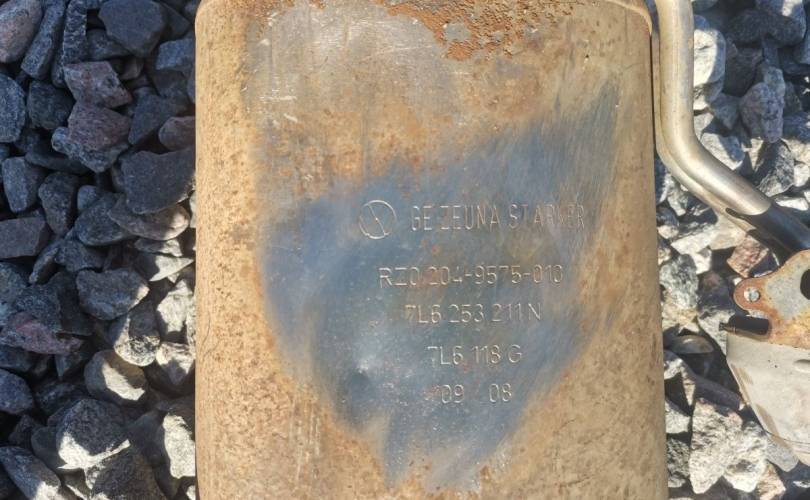 GE ZEUNA STARKER
RZ0 204-9575-010
7L6 253 211 N
7L6 118 G
09 08